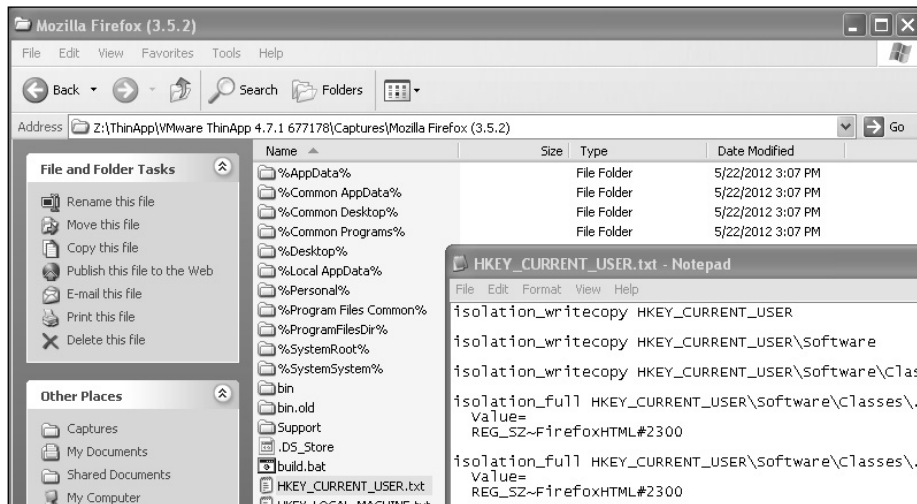 Mozilla Firefox (3.5.2)
File Edit View Favorites Tools Help
Back Search Folders
Address Z:\ThinApp\VMware ThinApp 4.7.1 677178\Captures\Mozilla Firefox (3.5.2) Go
Name Size Type Date Modified
File and Folder Tasks
Rename this file
Move this file
Copy this file
Publish this file to the Web
E-mail this file
Print this file
Delete this file
Other Places
Captures
My Documents
Shared Documents
My Computer
%AppData% File Folder 5/22/2012 3:07 PM
%Common AppData% File Folder 5/22/2012 3:07 PM
%Common Desktop% File Folder 5/22/2012 3:07 PM
%Common Programs% File Folder 5/22/2012 3:07 PM
%Desktop%
%Local AppData%
%Personal%
%Program Files Common%
%ProgramFilesDir%
%SystemRoot%
%SystemSystem%
bin
bin.old
Support
.DS_Store
build.bat
HKEY_CURRENT_USER.txt
HKEY_LOCAL_MACHINE.txt
HKEY_CURRENT_USER.txt - Notepad
File Edit Format View Help
isolation_writecopy HKEY_CURRENT_USER
isolation_writecopy HKEY_CURRENT_USER\Software
isolation_writecopy HKEY_CURRENT_USER\Software\Clas
isolation_full HKEY_CURRENT_USER\Software\Classes\.
Value=
REG_SZ~FirefoxHTML#2300
isolation_full HKEY_CURRENT_USER\Software\Classes\.
Value=
REG_SZ~FirefoxHTML#2300